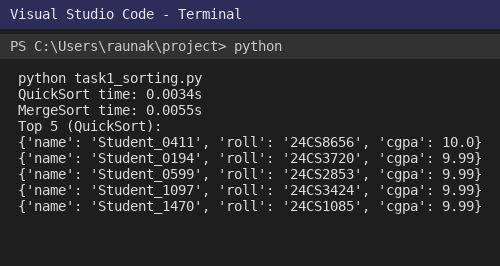 Visual Studio Code - Terminal
PS C:\Users\raunak\project> python
python task1_sorting.py
QuickSort time: 0.0034s
MergeSort time: 0.0055s
Top 5 (QuickSort):
{'name': 'Student_0411', 'roll': '24CS8656', 'cgpa': 10.0}
{'name': 'Student_0194', 'roll': '24CS3720', 'cgpa': 9.99}
{'name': 'Student_0599', 'roll': '24CS2853', 'cgpa': 9.99}
{'name': 'Student_1097', 'roll': '24CS3424', 'cgpa': 9.99}
{'name': 'Student_1470', 'roll': '24CS1085', 'cgpa': 9.99}